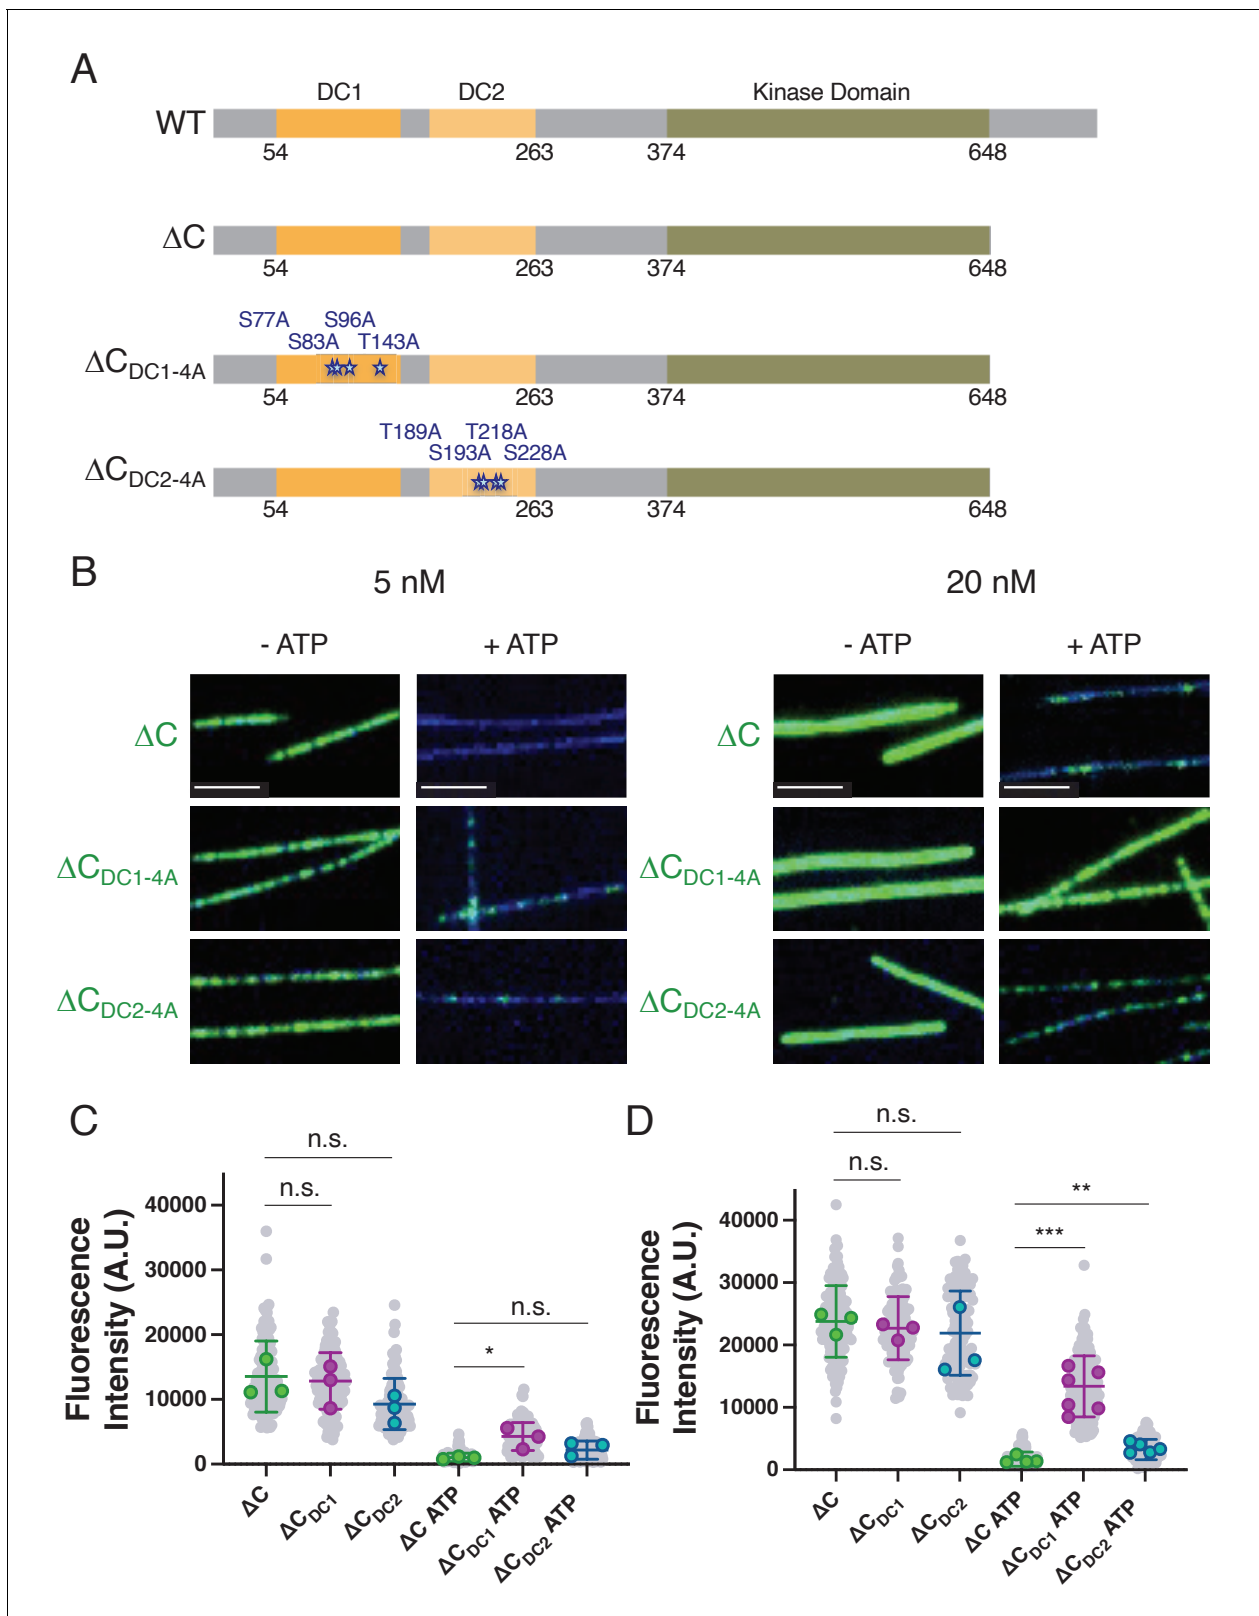 A
DC1 DC2 Kinase Domain
WT
54 263 374 648
ΔC
54 263 374 648
S77A S96A
S83A T143A
ΔCDC1-4A
54 263 374 648
T189A T218A
S193A S228A
ΔCDC2-4A
54 263 374 648
B
5 nM 20 nM
- ATP + ATP - ATP + ATP
ΔC ΔC
ΔCDC1-4A ΔCDC1-4A
ΔCDC2-4A ΔCDC2-4A
C
n.s.
n.s.
n.s.
*
Fluorescence
Intensity (A.U.)
40000
30000
20000
10000
0
ΔC ΔCDC1 ΔCDC2 ΔC ATP ΔCDC1 ATP ΔCDC2 ATP
D
n.s.
n.s.
**
***
Fluorescence
Intensity (A.U.)
40000
30000
20000
10000
0
ΔC ΔCDC1 ΔCDC2 ΔC ATP ΔCDC1 ATP ΔCDC2 ATP